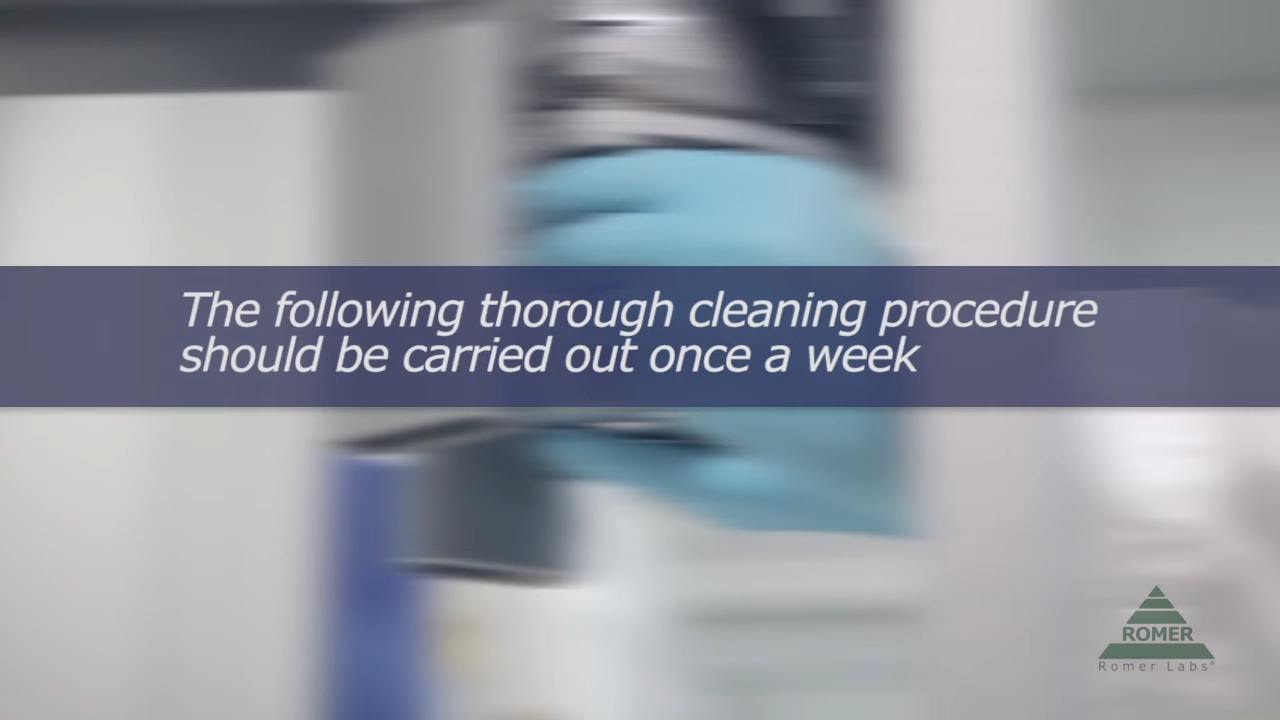 The following thorough cleaning procedure
should be carried out once a week
ROMER
Romer Labs®